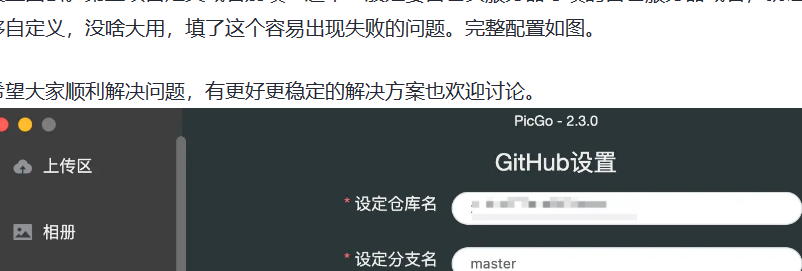 够自定义，没啥大用，填了这个容易出现失败的问题。完整配置如图。
希望大家顺利解决问题，有更好更稳定的解决方案也欢迎讨论。
PicGo - 2.3.0
上传区
GitHub设置
* 设定仓库名
相册
* 设定分支名
master